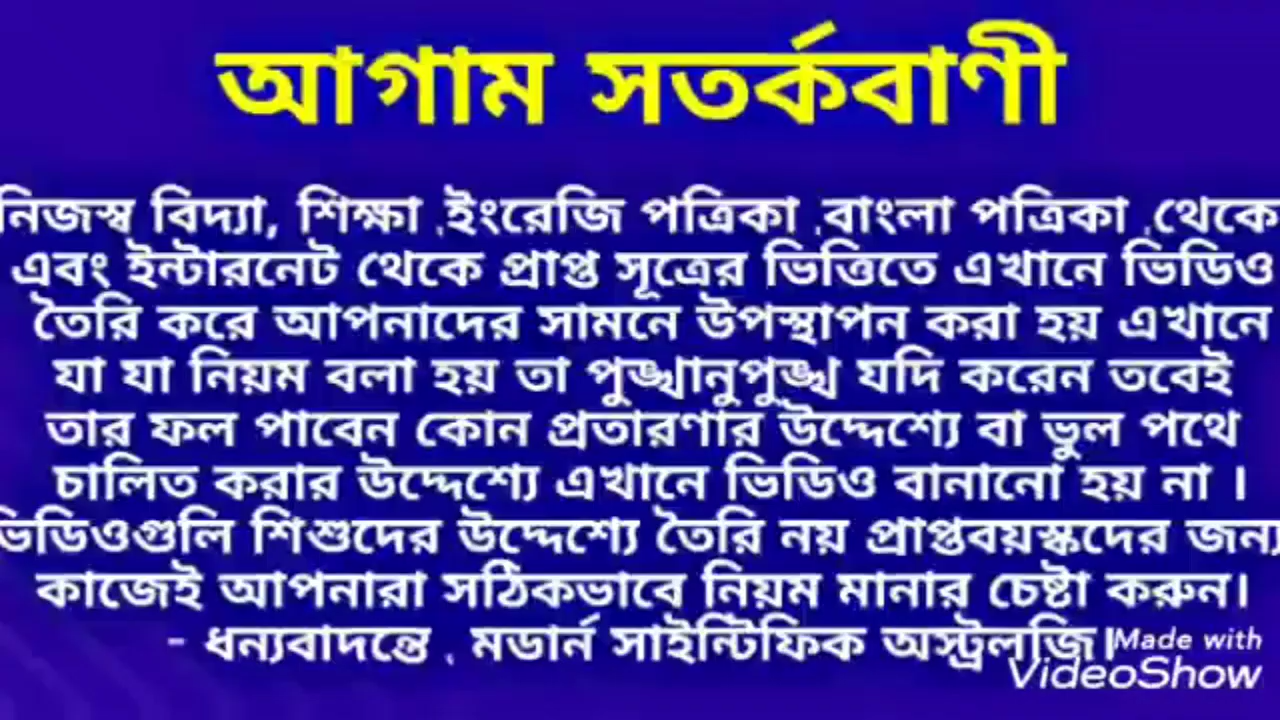 আগাম সতর্কবাণী
নিজস্ব বিদ্যা, শিক্ষা ,ইংরেজি পত্রিকা ,বাংলা পত্রিকা ,থেকে
এবং ইন্টারনেট থেকে প্রাপ্ত সূত্রের ভিত্তিতে এখানে ভিডিও
তৈরি করে আপনাদের সামনে উপস্থাপন করা হয় এখানে
যা যা নিয়ম বলা হয় তা পুঙ্খানুপুঙ্খ যদি করেন তবেই
তার ফল পাবেন কোন প্রতারণার উদ্দেশ্যে বা ভুল পথে
চালিত করার উদ্দেশ্যে এখানে ভিডিও বানানো হয় না ।
ভিডিওগুলি শিশুদের উদ্দেশ্যে তৈরি নয় প্রাপ্তবয়স্কদের জন্য
কাজেই আপনারা সঠিকভাবে নিয়ম মানার চেষ্টা করুন।
- ধন্যবাদন্তে , মডার্ন সাইন্টিফিক অস্ট্রলজি।
Made with
VideoShow